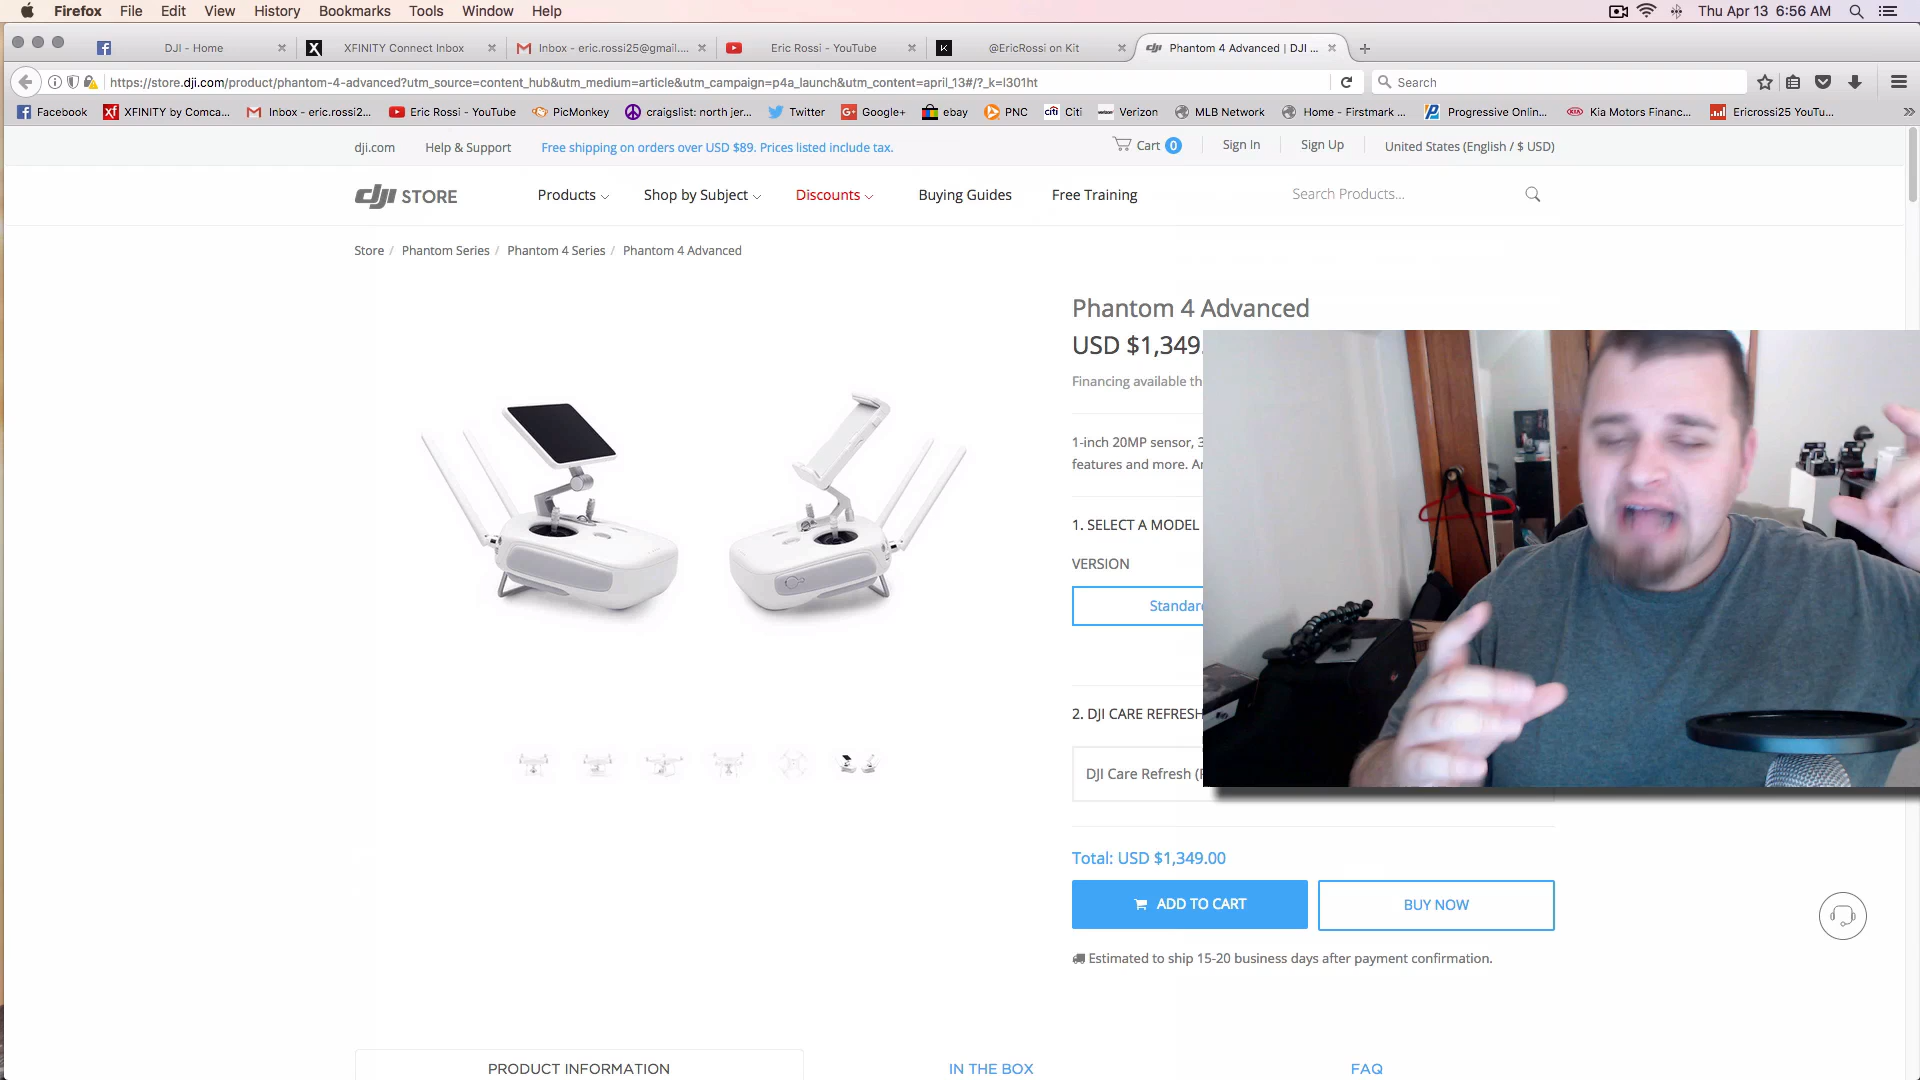 Firefox File Edit View History Bookmarks Tools Window Help Thu Apr 13 6:56 AM
DJI - Home XFINITY Connect Inbox Inbox - eric.rossi25@gmail.... Eric Rossi - YouTube @EricRossi on Kit Phantom 4 Advanced | DJI ...
https://store.dji.com/product/phantom-4-advanced?utm_source=content_hub&utm_medium=article&utm_campaign=p4a_launch&utm_content=april_13#/?_k=l301ht Search
Facebook XFINITY by Comca... Inbox - eric.rossi2... Eric Rossi - YouTube PicMonkey craigslist: north jer... Twitter Google+ ebay PNC Citi Verizon MLB Network Home - Firstmark ... Progressive Onlin... Kia Motors Financ... Ericrossi25 YouTu...
dji.com Help & Support Free shipping on orders over USD $89. Prices listed include tax. Cart 0 Sign In Sign Up United States (English / $ USD)
dji STORE Products Shop by Subject Discounts Buying Guides Free Training Search Products...
Store / Phantom Series / Phantom 4 Series / Phantom 4 Advanced
Phantom 4 Advanced
USD $1,349.
Financing available th
1-inch 20MP sensor, 3
features and more. Ar
1. SELECT A MODEL
VERSION
Standard
2. DJI CARE REFRESH
DJI Care Refresh (P
Total: USD $1,349.00
ADD TO CART BUY NOW
Estimated to ship 15-20 business days after payment confirmation.
PRODUCT INFORMATION IN THE BOX FAQ